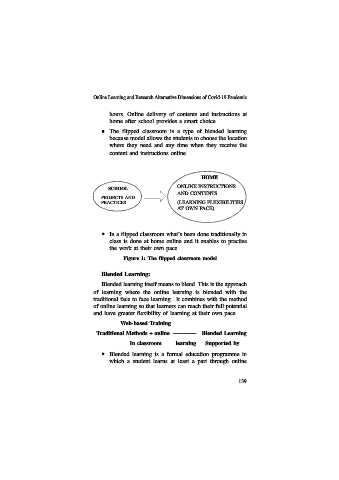 Online Learning and Research Alternative Dimensions of Covid-19 Pandemic
hours. Online delivery of contents and instructions at
home after school provides a smart choice
The flipped classroom is a type of blended learning
because model allows the students to choose the location
where they need and any time when they receive the
content and instructions online
SCHOOL
PROJECTS AND
PRACTICES
HOME
ONLINE INSTRUCTIONS
AND CONTENTS
(LEARNING FLEXIBILITIES
AT OWN PACE)
In a flipped classroom what's been done traditionally in
class is done at home online and it enables to practice
the work at their own pace
Figure 1: The flipped classroom model
Blended Learning:
Blended learning itself means to blend. This is the approach
of learning where the online learning is blended with the
traditional face to face learning. It combines with the method
of online learning so that learners can reach their full potential
and have greater flexibility of learning at their own pace
Web-based Training
Traditional Methods + online ———— Blended Learning
In classroom learning Supported by
Blended learning is a formal education programme in
which a student learns at least a part through online
139